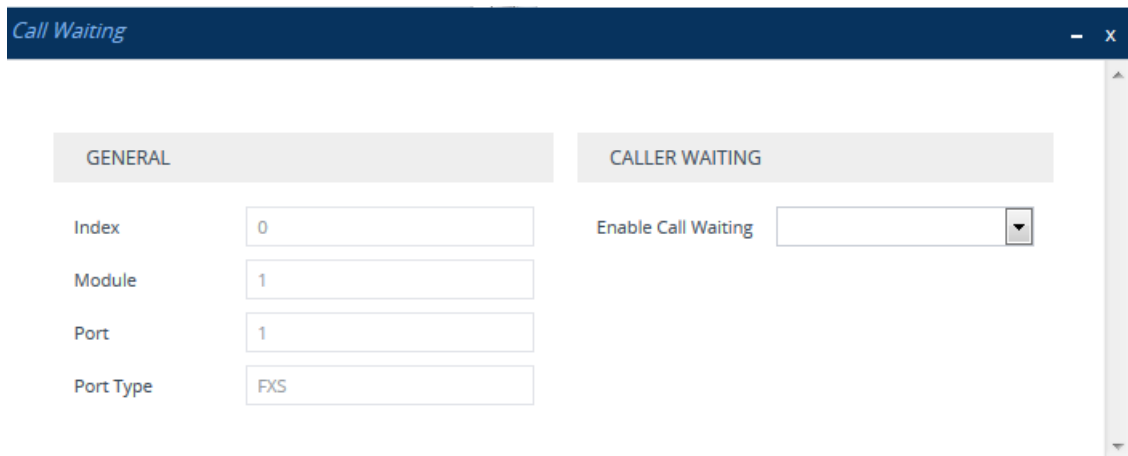 Call Waiting
– x
GENERAL
Index 0
Module 1
Port 1
Port Type FXS
CALLER WAITING
Enable Call Waiting